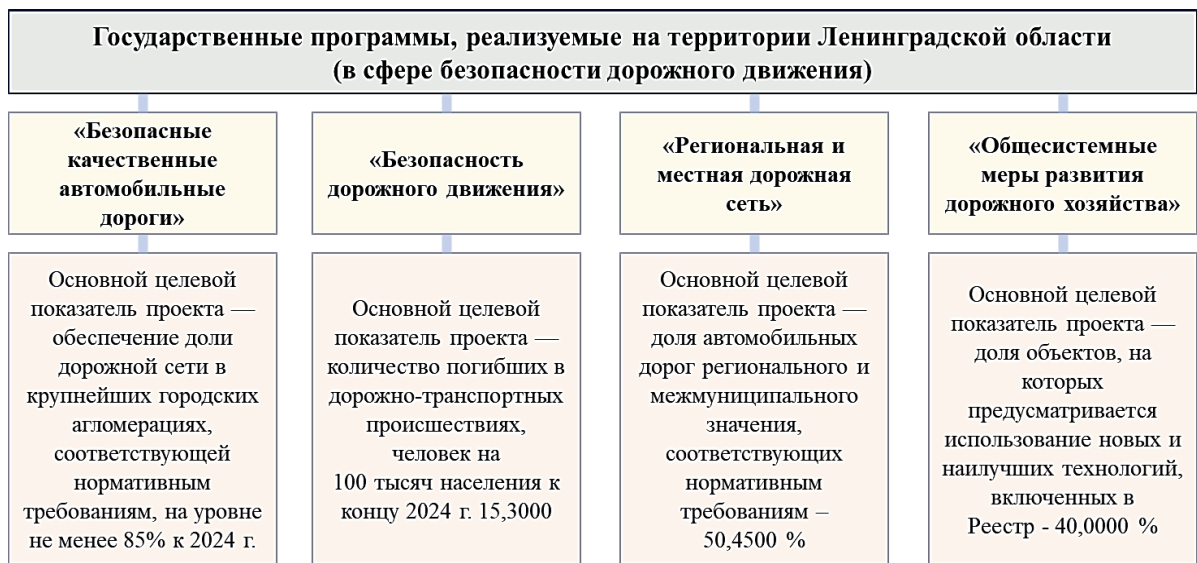 Государственные программы, реализуемые на территории Ленинградской области
(в сфере безопасности дорожного движения)
«Безопасные
качественные
автомобильные
дороги»
«Безопасность
дорожного движения»
«Региональная и
местная дорожная
сеть»
«Общесистемные
меры развития
дорожного хозяйства»
Основной целевой
показатель проекта —
обеспечение доли
дорожной сети в
крупнейших городских
агломерациях,
соответствующей
нормативным
требованиям, на уровне
не менее 85% к 2024 г.
Основной целевой
показатель проекта —
количество погибших в
дорожно-транспортных
происшествиях,
человек на
100 тысяч населения к
концу 2024 г. 15,3000
Основной целевой
показатель проекта —
доля автомобильных
дорог регионального и
межмуниципального
значения,
соответствующих
нормативным
требованиям –
50,4500 %
Основной целевой
показатель проекта —
доля объектов, на
которых
предусматривается
использование новых и
наилучших технологий,
включенных в
Реестр - 40,0000 %